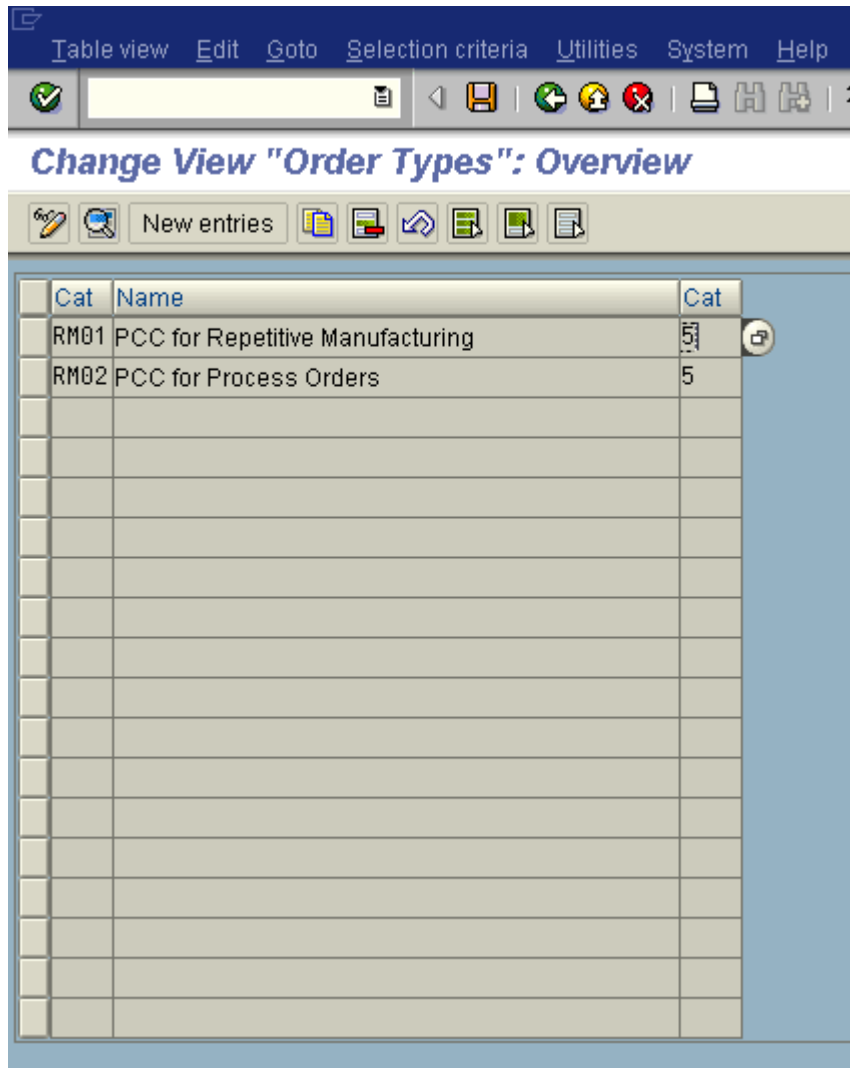 Table view Edit Goto Selection criteria Utilities System Help
Change View "Order Types": Overview
New entries
Cat Name Cat
RM01 PCC for Repetitive Manufacturing 5
RM02 PCC for Process Orders 5